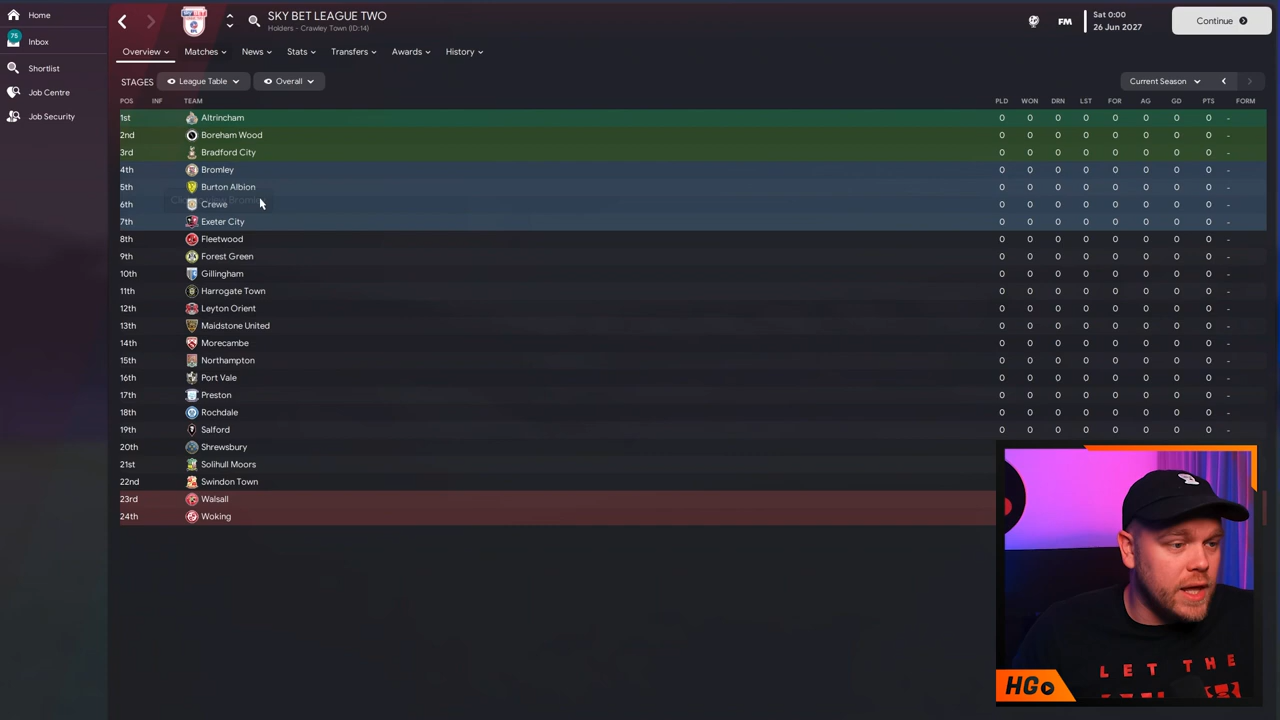 Home
75
Inbox
Shortlist
Job Centre
Job Security
SKY BET LEAGUE TWO
Holders - Crawley Town (ID:14)
FM
Sat 0:00
26 Jun 2027
Continue
Overview
Matches
News
Stats
Transfers
Awards
History
STAGES
League Table
Overall
Current Season
POS INF TEAM PLD WON DRN LST FOR AG GD PTS FORM
1st Altrincham 0 0 0 0 0 0 0 0 -
2nd Boreham Wood 0 0 0 0 0 0 0 0 -
3rd Bradford City 0 0 0 0 0 0 0 0 -
4th Bromley 0 0 0 0 0 0 0 0 -
5th Burton Albion 0 0 0 0 0 0 0 0 -
6th Crewe 0 0 0 0 0 0 0 0 -
7th Exeter City 0 0 0 0 0 0 0 0 -
8th Fleetwood 0 0 0 0 0 0 0 0 -
9th Forest Green 0 0 0 0 0 0 0 0 -
10th Gillingham 0 0 0 0 0 0 0 0 -
11th Harrogate Town 0 0 0 0 0 0 0 0 -
12th Leyton Orient 0 0 0 0 0 0 0 0 -
13th Maidstone United 0 0 0 0 0 0 0 0 -
14th Morecambe 0 0 0 0 0 0 0 0 -
15th Northampton 0 0 0 0 0 0 0 0 -
16th Port Vale 0 0 0 0 0 0 0 0 -
17th Preston 0 0 0 0 0 0 0 0 -
18th Rochdale 0 0 0 0 0 0 0 0 -
19th Salford 0 0 0 0 0 0 0 0 -
20th Shrewsbury
21st Solihull Moors
22nd Swindon Town
23rd Walsall
24th Woking
LET THE
HGo